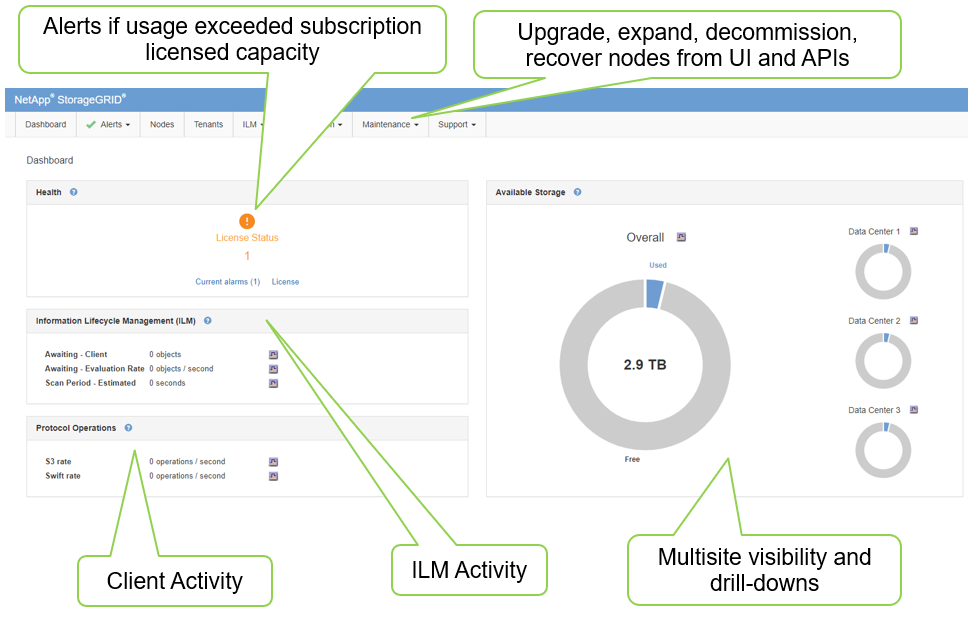 Alerts if usage exceeded subscription
licensed capacity
Upgrade, expand, decommission,
recover nodes from UI and APIs
NetApp® StorageGRID®
Dashboard Alerts Nodes Tenants ILM Maintenance Support
Dashboard
Health
License Status
1
Current alarms (1) License
Information Lifecycle Management (ILM)
Awaiting - Client 0 objects
Awaiting - Evaluation Rate 0 objects / second
Scan Period - Estimated 0 seconds
Protocol Operations
S3 rate 0 operations / second
Swift rate 0 operations / second
Available Storage
Overall
Used
2.9 TB
Free
Data Center 1
Data Center 2
Data Center 3
Client Activity
ILM Activity
Multisite visibility and
drill-downs